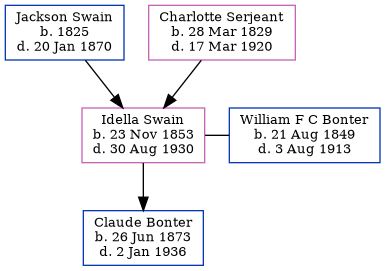 Jackson Swain
b. 1825
d. 20 Jan 1870
Charlotte Serjeant
b. 28 Mar 1829
d. 17 Mar 1920
Idella Swain
b. 23 Nov 1853
d. 30 Aug 1930
William F C Bonter
b. 21 Aug 1849
d. 3 Aug 1913
Claude Bonter
b. 26 Jun 1873
d. 2 Jan 1936